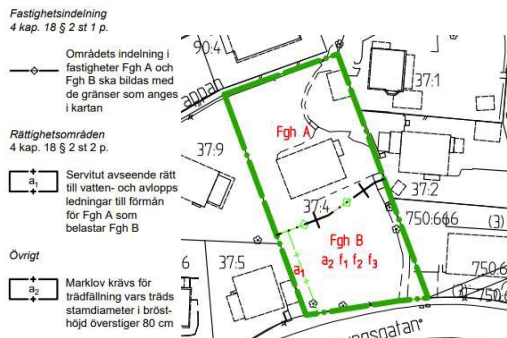 Fastighetsindelning
4 kap. 18 § 2 st 1 p.
Områdets indelning i
fastigheter Fgh A och
Fgh B ska bildas med
de gränser som anges
i kartan
Rättighetsområden
4 kap. 18 § 2 st 2 p.
a1
Servitut avseende rätt
till vatten- och avlopps
ledningar till förmån
för Fgh A som
belastar Fgh B
Övrigt
a2
Marklov krävs för
trädfällning vars träds
stamdiameter i bröst-
höjd överstiger 80 cm
90:4
37:1
Fgh A
37:9
37:2
37:4
750:666
(3)
Fgh B
a2 f1 f2 f3
a1
6
37:5
750:6